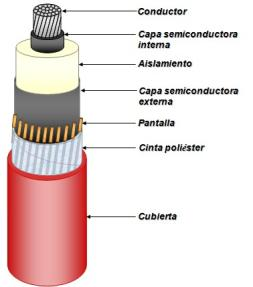 Conductor
Capa semiconductora
interna
Aislamiento
Capa semiconductora
externa
Pantalla
Cinta poliéster
Cubierta